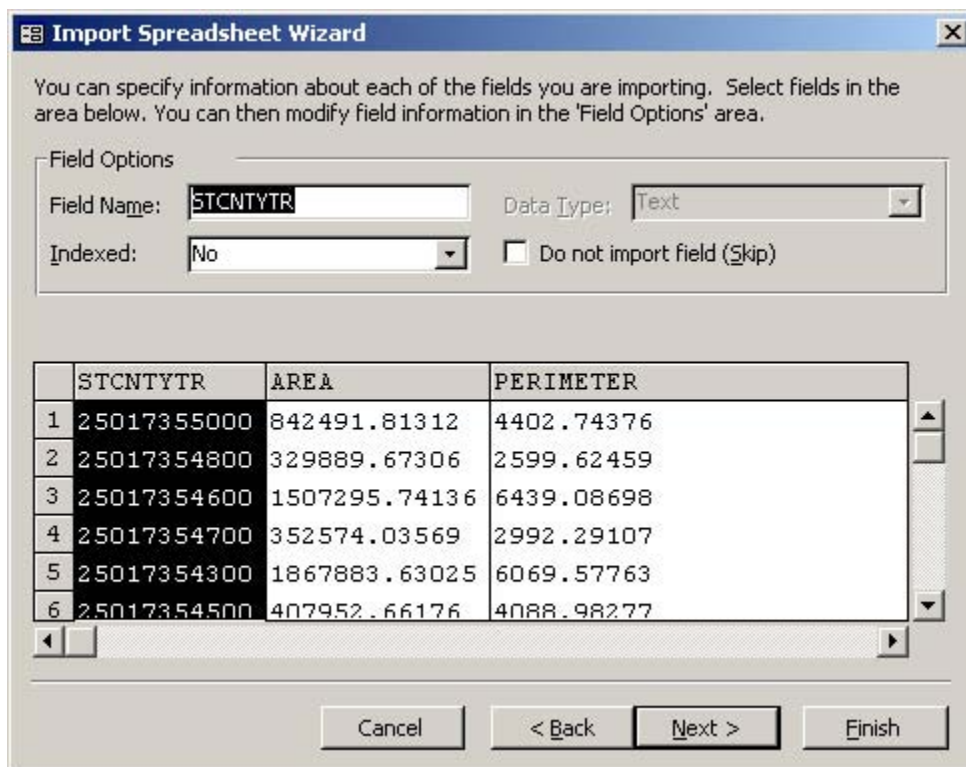 Import Spreadsheet Wizard
You can specify information about each of the fields you are importing. Select fields in the
area below. You can then modify field information in the 'Field Options' area.
Field Options
Field Name: STCNTYTR Data Type: Text
Indexed: No Do not import field (Skip)
STCNTYTR AREA PERIMETER
1 25017355000 842491.81312 4402.74376
2 25017354800 329889.67306 2599.62459
3 25017354600 1507295.74136 6439.08698
4 25017354700 352574.03569 2992.29107
5 25017354300 1867883.63025 6069.57763
6 25017354500 407952.66176 4088.98277
Cancel < Back Next > Finish